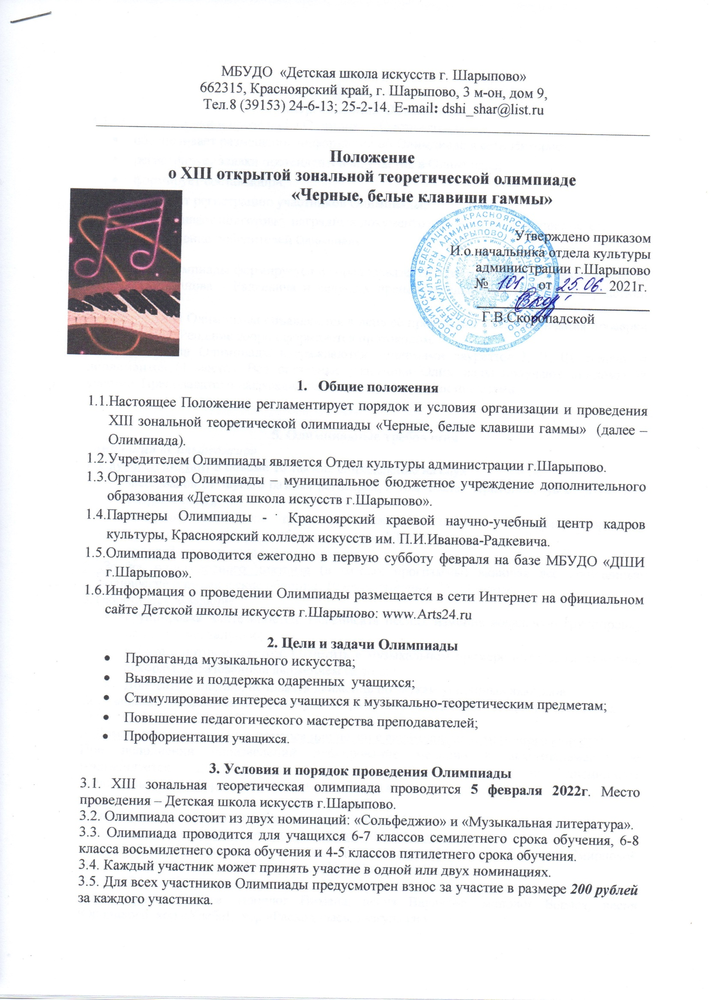 МБУДО «Детская школа искусств г. Шарыпово»
662315, Красноярский край, г. Шарыпово, 3 м-он, дом 9,
Тел.8 (39153) 24-6-13; 25-2-14. E-mail: dshi_shar@list.ru
Положение
о XIII открытой зональной теоретической олимпиаде
«Черные, белые клавиши гаммы»
РОССИЙСКАЯ ФЕДЕРАЦИЯ * КРАСНОЯРСКИЙ КРАЙ *
ОТДЕЛ КУЛЬТУРЫ АДМИНИСТРАЦИИ ГОРОДА ШАРЫПОВО
(ОТДЕЛ КУЛЬТУРЫ Г. ШАРЫПОВО)
Утверждено приказом
И.о.начальника отдела культуры
администрации г.Шарыпово
№ 101 от 25.06. 2021г.
Г.В.Скоропадской
1. Общие положения
1.1.Настоящее Положение регламентирует порядок и условия организации и проведения
XIII зональной теоретической олимпиады «Черные, белые клавиши гаммы» (далее –
Олимпиада).
1.2.Учредителем Олимпиады является Отдел культуры администрации г.Шарыпово.
1.3.Организатор Олимпиады – муниципальное бюджетное учреждение дополнительного
образования «Детская школа искусств г.Шарыпово».
1.4.Партнеры Олимпиады - Красноярский краевой научно-учебный центр кадров
культуры, Красноярский колледж искусств им. П.И.Иванова-Радкевича.
1.5.Олимпиада проводится ежегодно в первую субботу февраля на базе МБУДО «ДШИ
г.Шарыпово».
1.6.Информация о проведении Олимпиады размещается в сети Интернет на официальном
сайте Детской школы искусств г.Шарыпово: www.Arts24.ru
2. Цели и задачи Олимпиады
• Пропаганда музыкального искусства;
• Выявление и поддержка одаренных учащихся;
• Стимулирование интереса учащихся к музыкально-теоретическим предметам;
• Повышение педагогического мастерства преподавателей;
• Профориентация учащихся.
3. Условия и порядок проведения Олимпиады
3.1. XIII зональная теоретическая олимпиада проводится 5 февраля 2022г. Место
проведения – Детская школа искусств г.Шарыпово.
3.2. Олимпиада состоит из двух номинаций: «Сольфеджио» и «Музыкальная литература».
3.3. Олимпиада проводится для учащихся 6-7 классов семилетнего срока обучения, 6-8
класса восьмилетнего срока обучения и 4-5 классов пятилетнего срока обучения.
3.4. Каждый участник может принять участие в одной или двух номинациях.
3.5. Для всех участников Олимпиады предусмотрен взнос за участие в размере 200 рублей
за каждого участника.